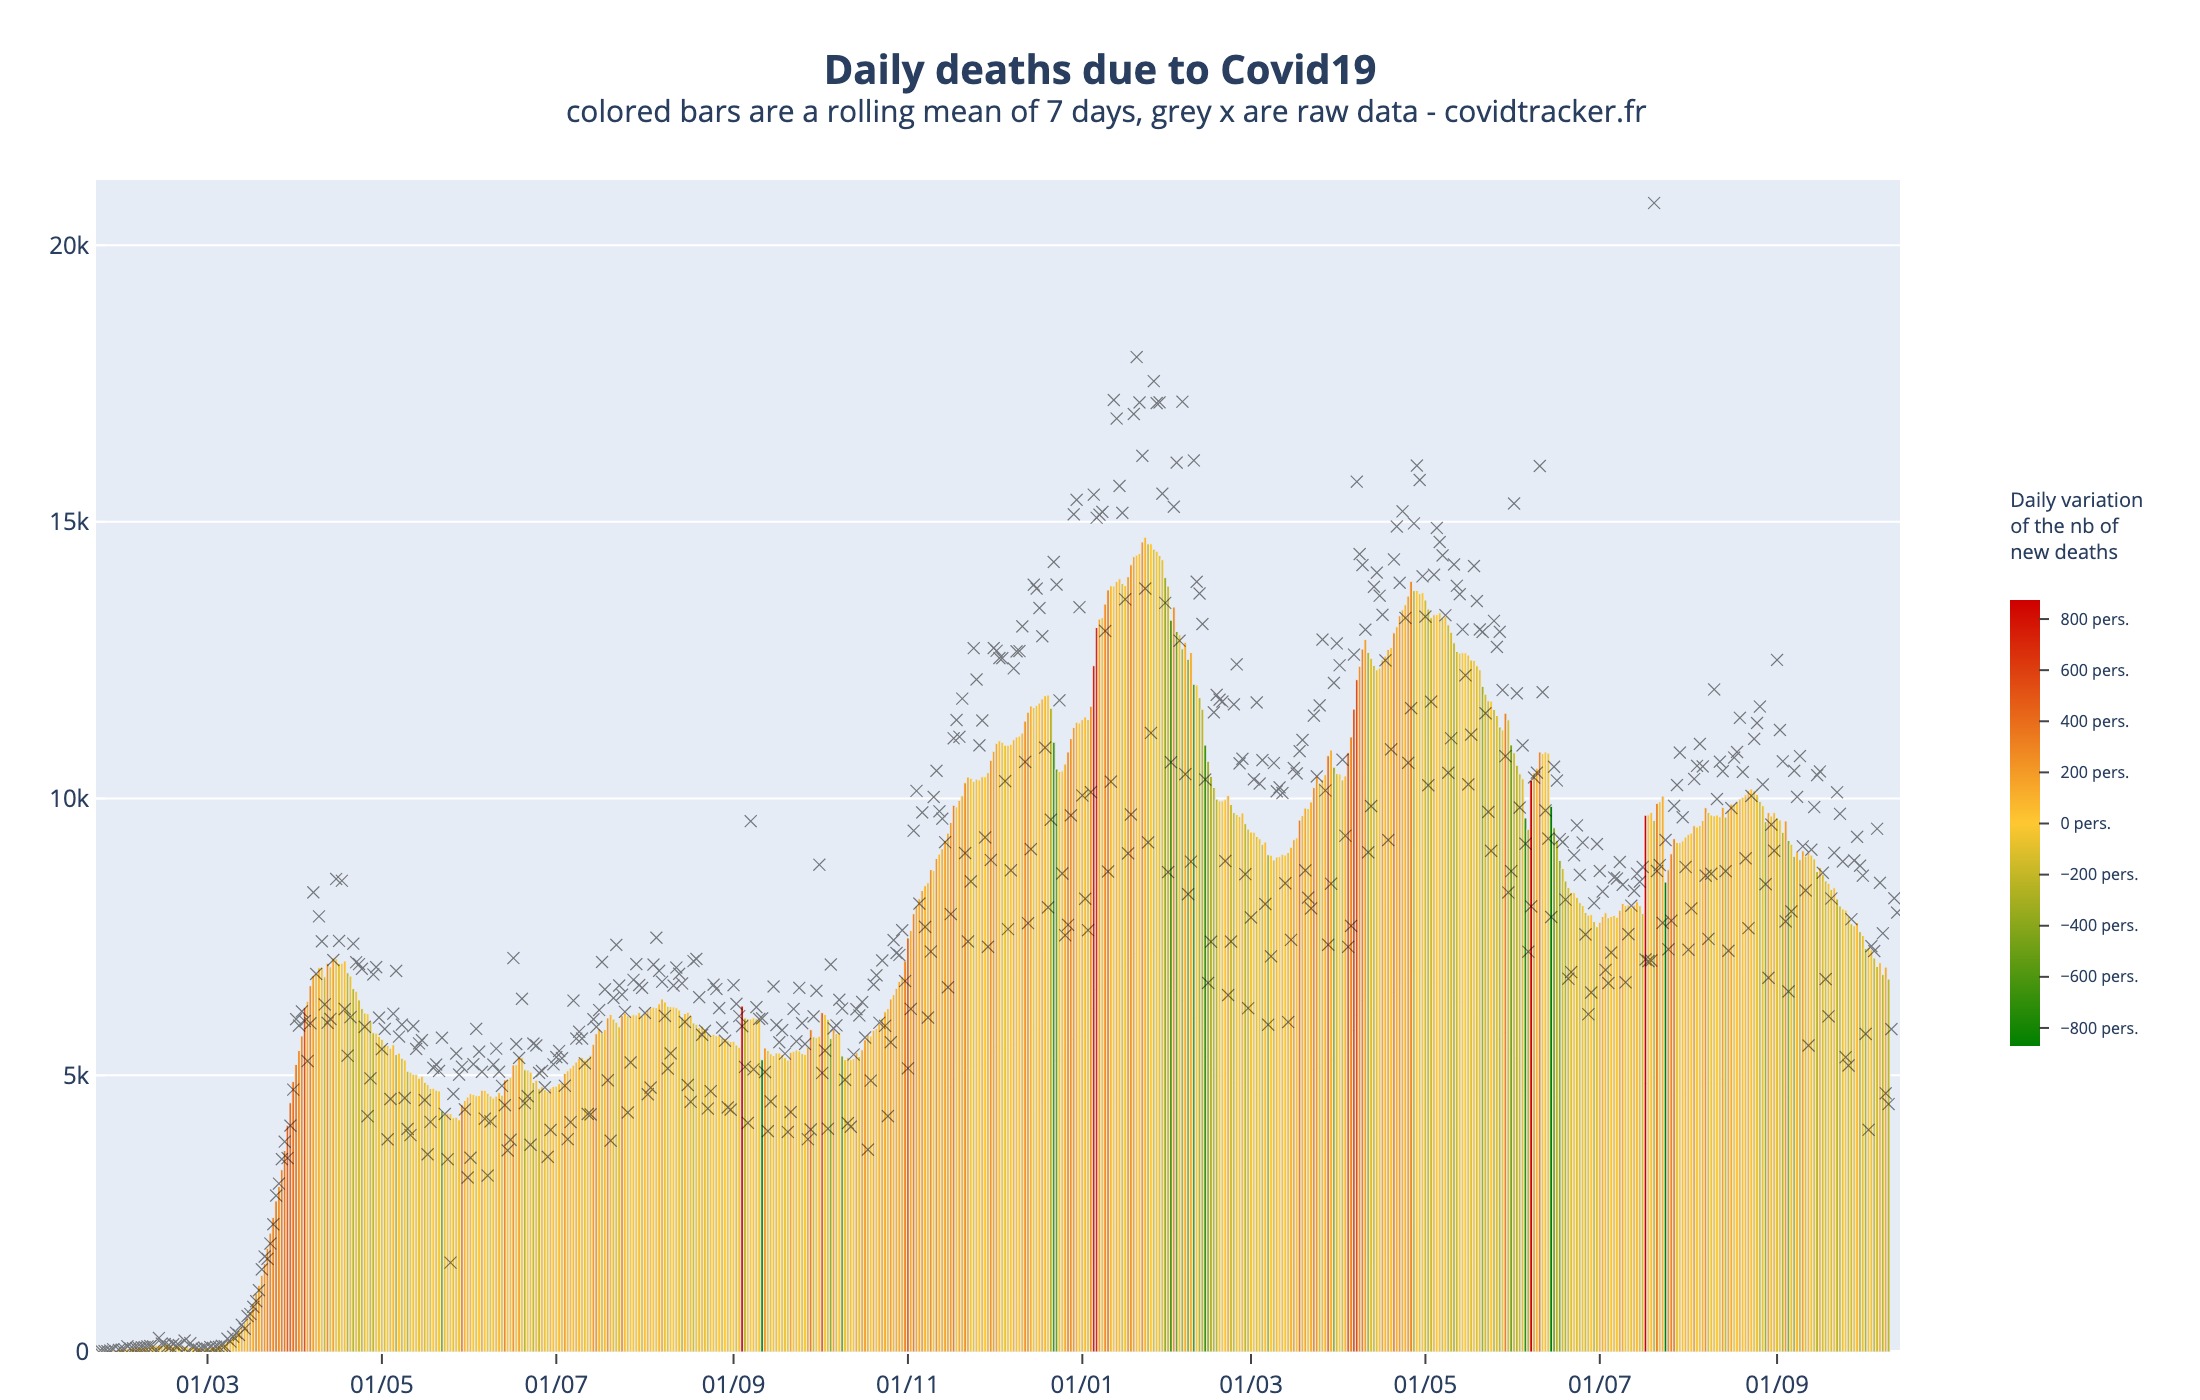 Daily deaths due to Covid19
colored bars are a rolling mean of 7 days, grey x are raw data - covidtracker.fr
20k
15k
10k
5k
0
01/03
01/05
01/07
01/09
01/11
01/01
01/03
01/05
01/07
01/09
Daily variation
of the nb of
new deaths
800 pers.
600 pers.
400 pers.
200 pers.
0 pers.
−200 pers.
−400 pers.
−600 pers.
−800 pers.